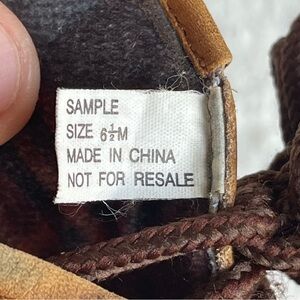 SAMPLE
SIZE 6½M
MADE IN CHINA
NOT FOR RESALE